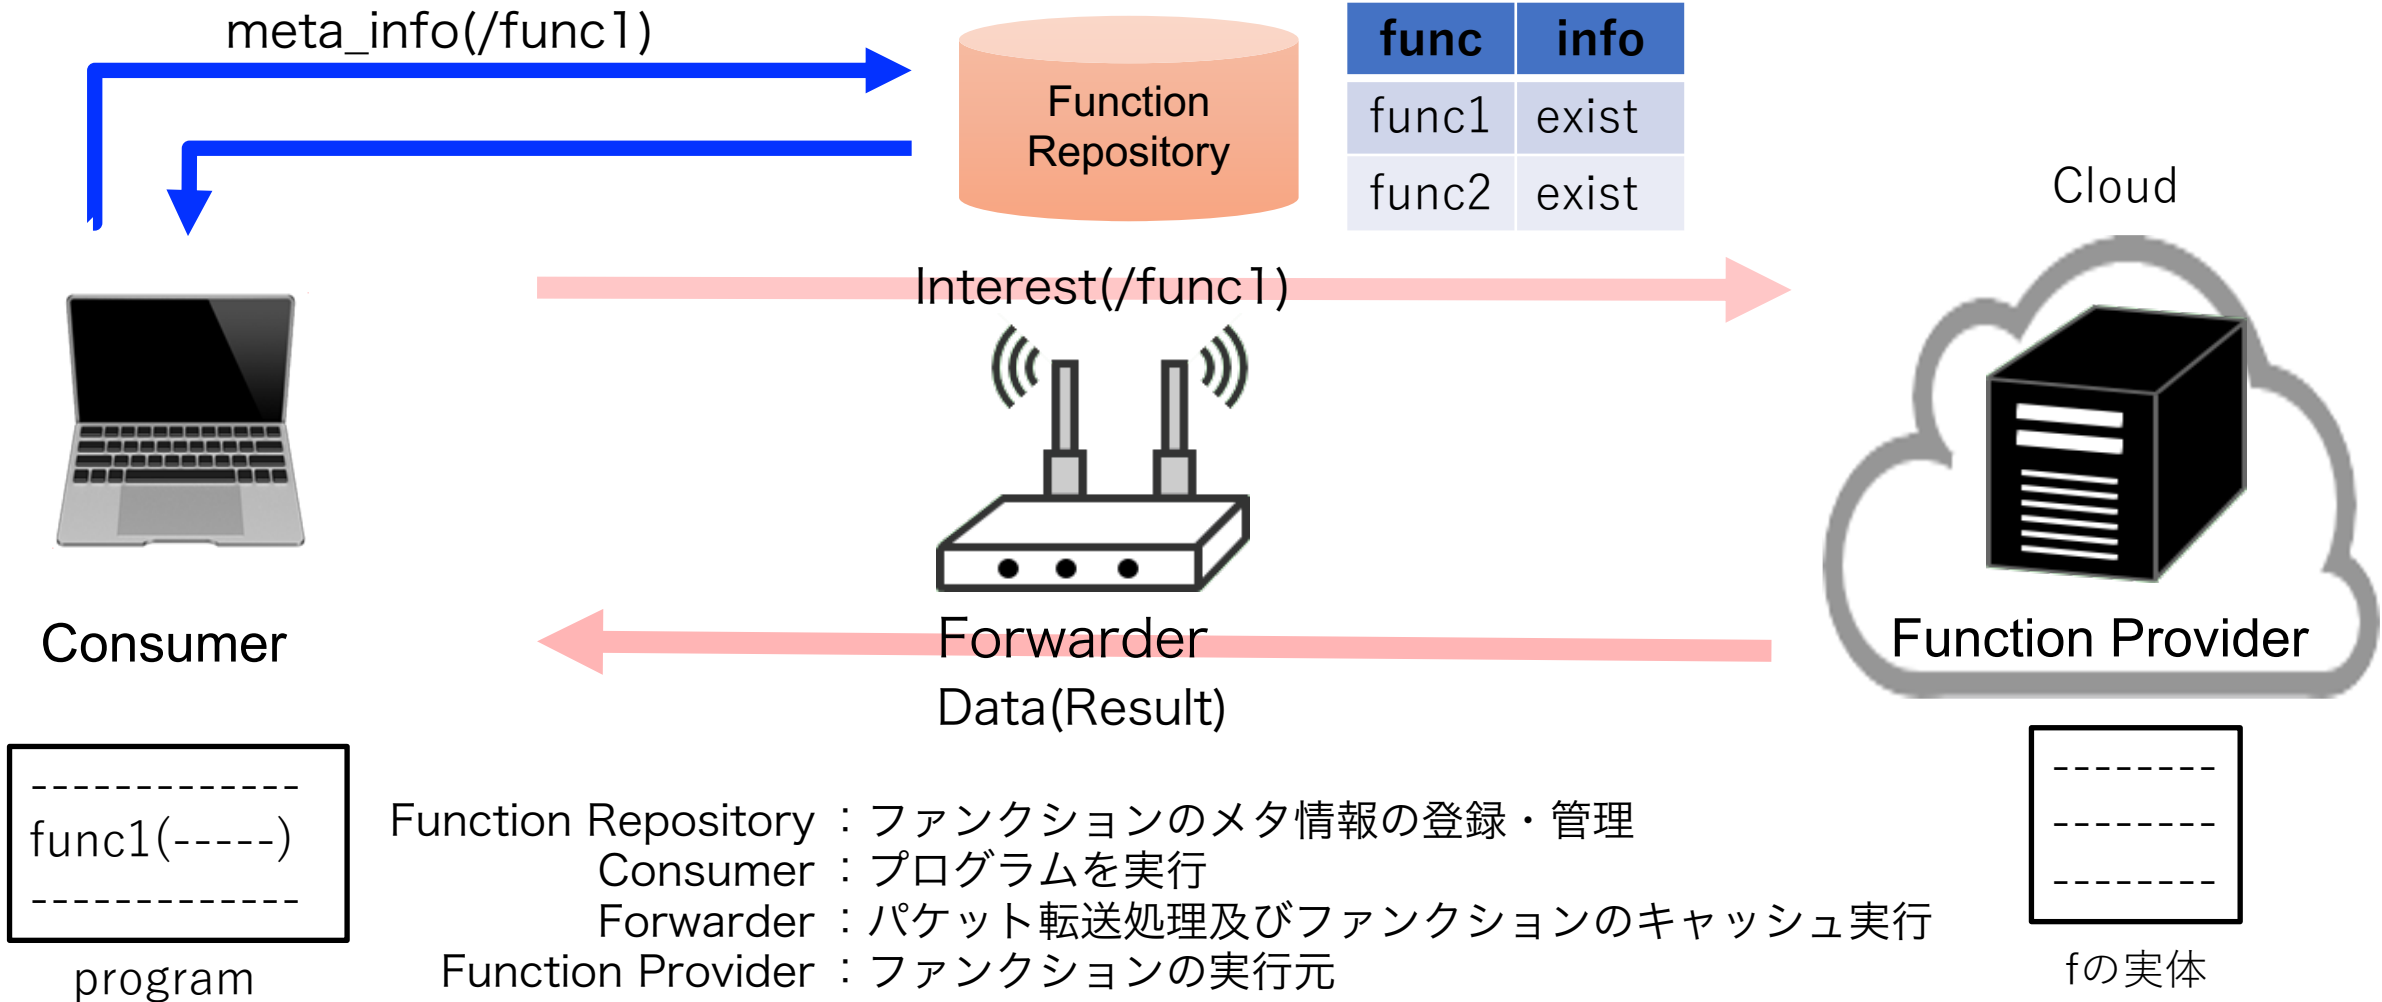 meta_info(/func1)
Function
Repository
func info
func1 exist
func2 exist
Cloud
Interest(/func1)
Consumer
Forwarder
Function Provider
Data(Result)
-------------
func1(-----)
-------------
program
Function Repository：ファンクションのメタ情報の登録・管理
Consumer：プログラムを実行
Forwarder：パケット転送処理及びファンクションのキャッシュ実行
Function Provider：ファンクションの実行元
--------
--------
--------
fの実体